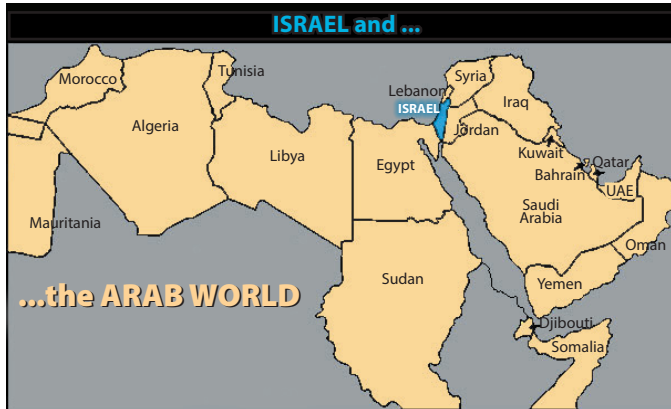 ISRAEL and ...
Morocco
Tunisia
Algeria
Libya
Egypt
Mauritania
Sudan
Lebanon
Syria
ISRAEL
Iraq
Jordan
Kuwait
Bahrain
Qatar
UAE
Saudi
Arabia
Oman
Yemen
Djibouti
Somalia
...the ARAB WORLD